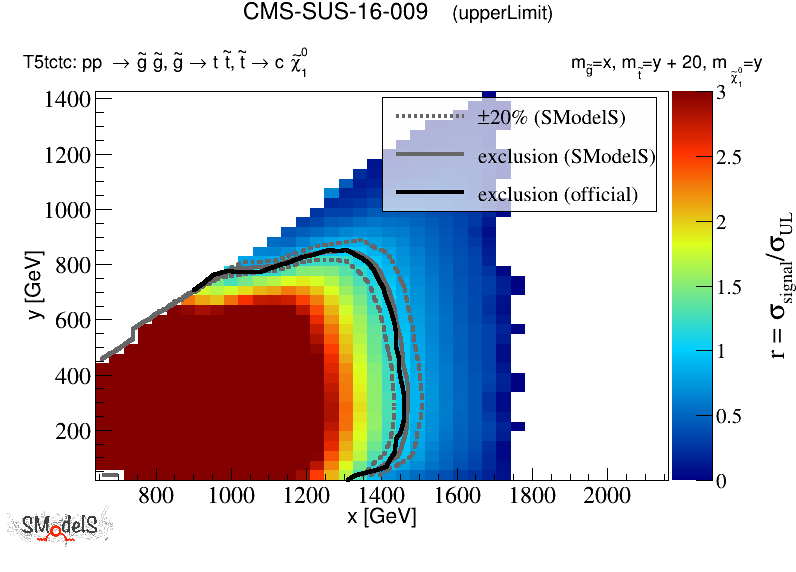 CMS-SUS-16-009 (upperLimit)
T5tctc: pp → g̃ g̃, g̃ → t t̃, t̃ → c χ̃₁⁰
m_g̃=x, m_t̃=y + 20, m_χ̃₁⁰=y
±20% (SModelS)
exclusion (SModelS)
exclusion (official)
1400
1200
1000
800
600
400
200
y [GeV]
800 1000 1200 1400 1600 1800 2000
x [GeV]
3
2.5
2
1.5
1
0.5
0
r = σ_signal/σ_UL
SModelS